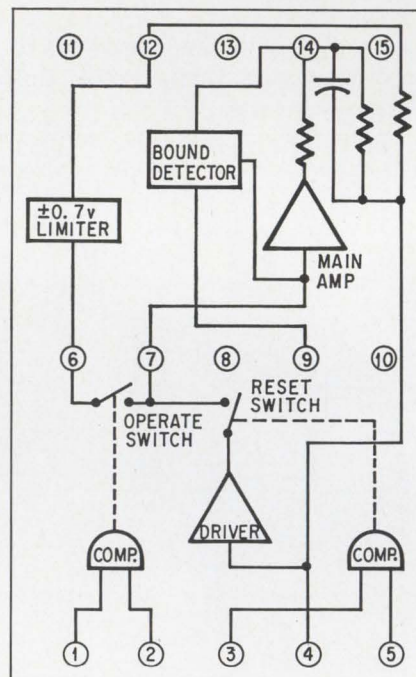 11 12 13 14 15
BOUND
DETECTOR
±0.7v
LIMITER
MAIN
AMP
6 7 8 9 10
RESET
SWITCH
OPERATE
SWITCH
DRIVER
COMP. COMP.
1 2 3 4 5